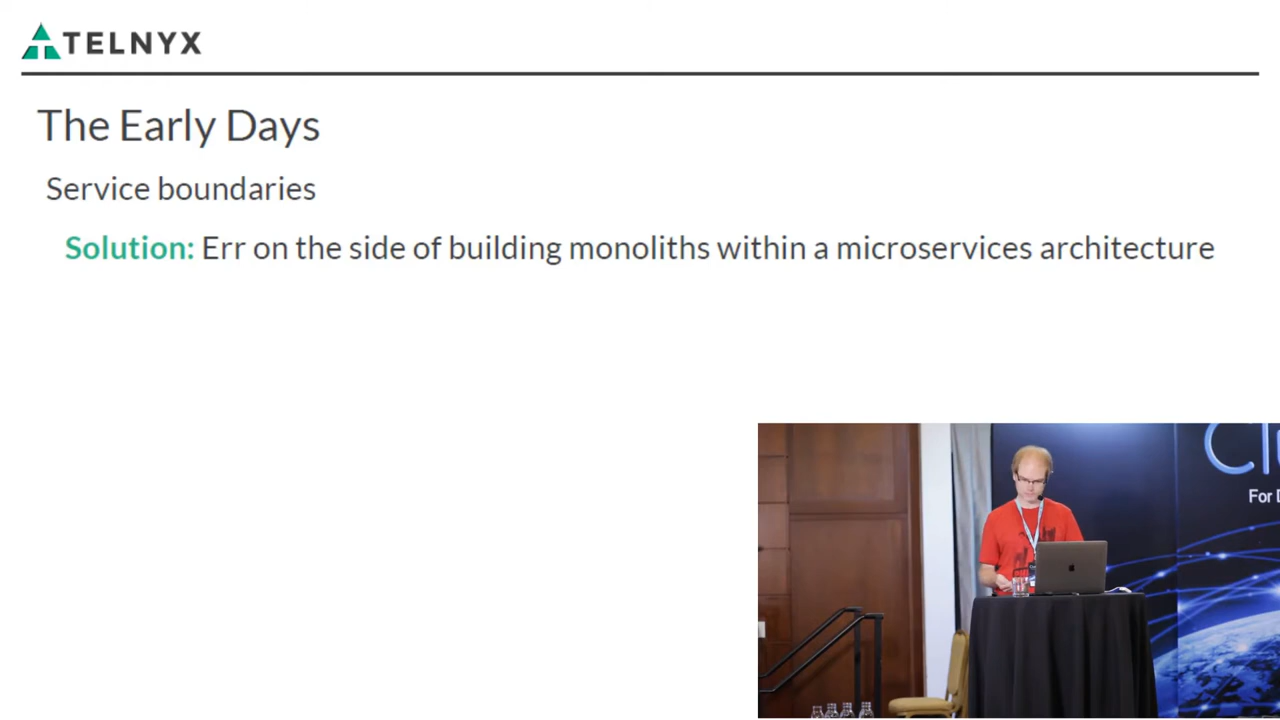 TELNYX
The Early Days
Service boundaries
Solution: Err on the side of building monoliths within a microservices architecture
For